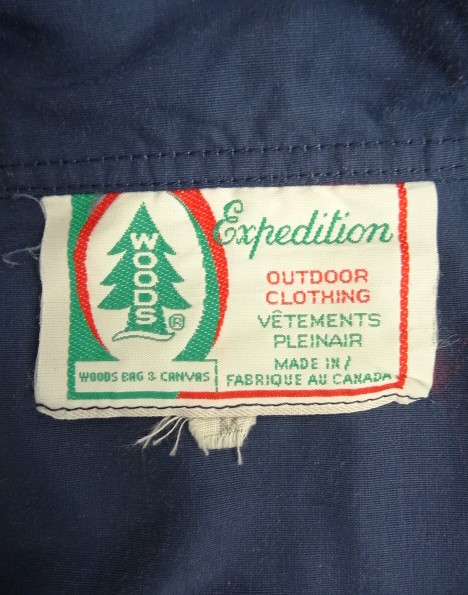 WOODS ®
WOODS BAG & CANVAS
Expedition
OUTDOOR
CLOTHING
VÊTEMENTS
PLEINAIR
MADE IN/
FABRIQUE AU CANADA